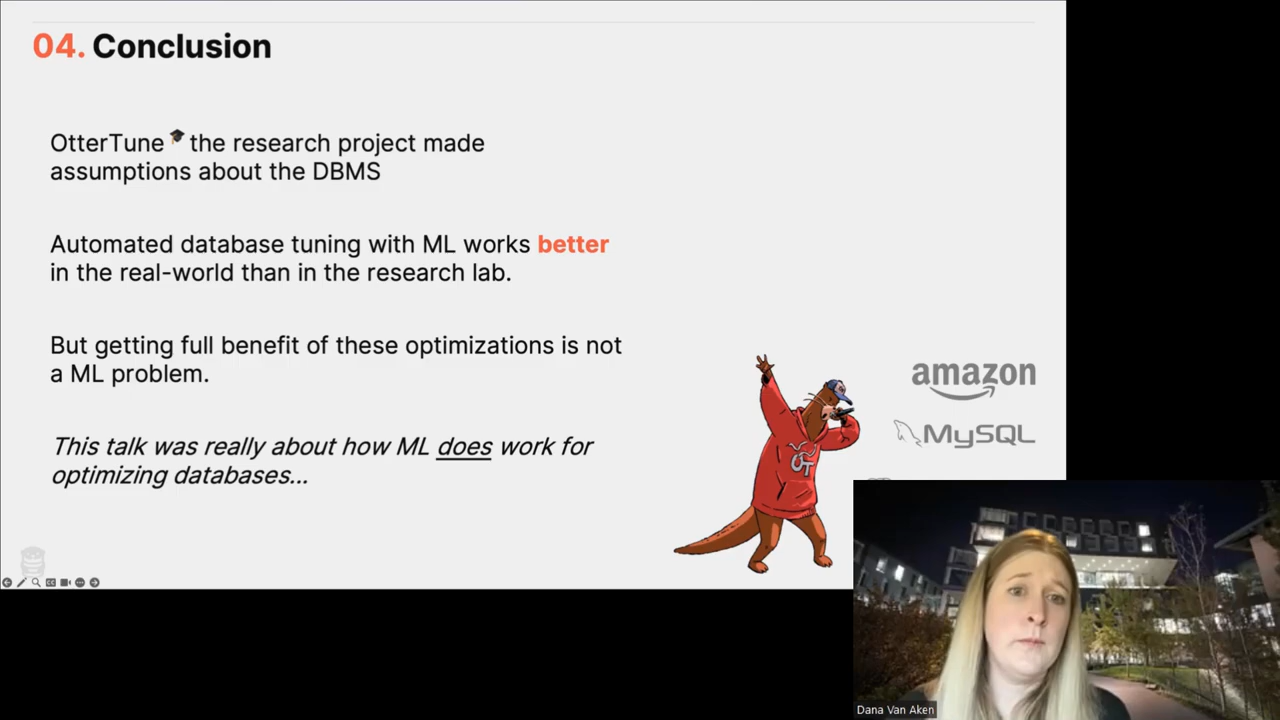 04. Conclusion
OtterTune the research project made
assumptions about the DBMS
Automated database tuning with ML works better
in the real-world than in the research lab.
But getting full benefit of these optimizations is not
a ML problem.
This talk was really about how ML does work for
optimizing databases...
OT
amazon
MySQL
Dana Van Aken